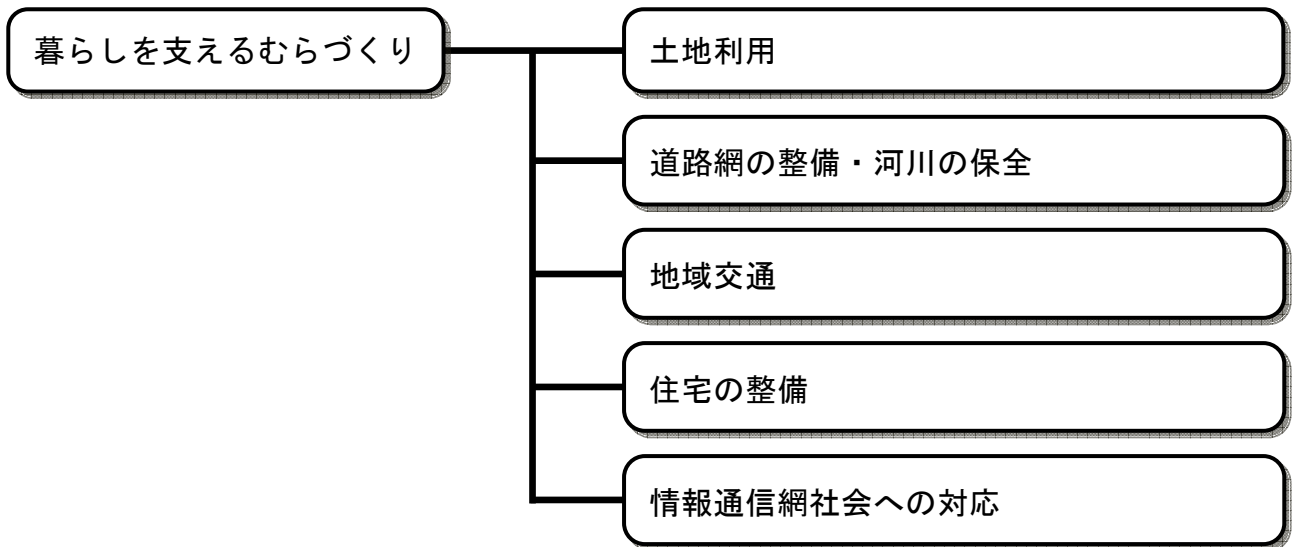 暮らしを支えるむらづくり
土地利用
道路網の整備・河川の保全
地域交通
住宅の整備
情報通信網社会への対応